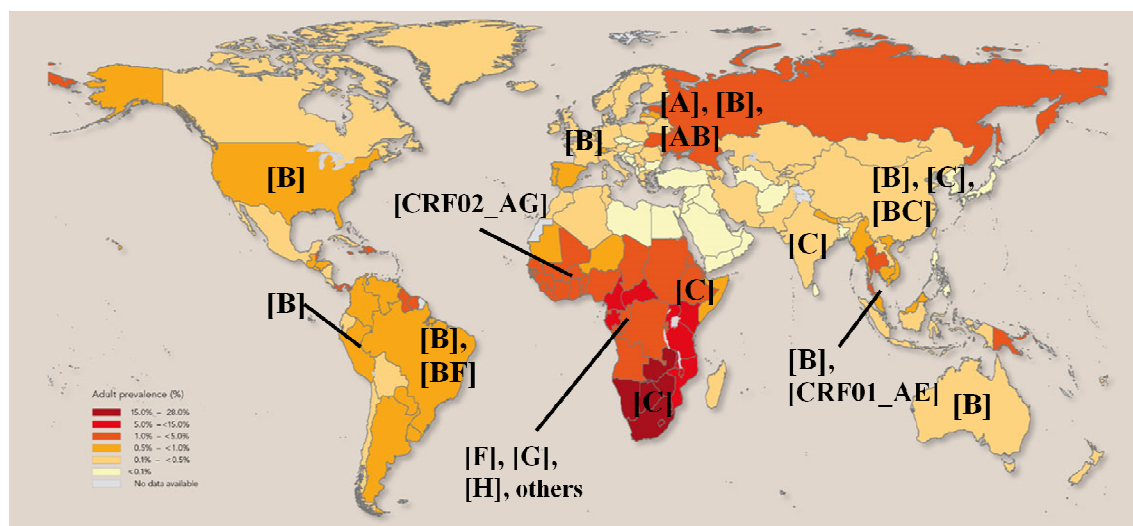 [A], [B],
[AB]
[B]
[B]
[CRF02_AG]
[B], [C],
[BC]
[C]
[C]
[B]
[B],
[BF]
[B],
[CRF01_AE]
[B]
[C]
[F], [G],
[H], others
Adult prevalence (%)
15.0% – 28.0%
5.0% – <15.0%
1.0% – <5.0%
0.5% – <1.0%
0.1% – <0.5%
<0.1%
No data available